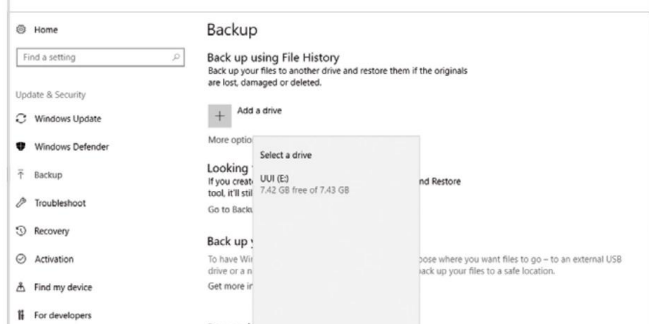 Home
Find a setting
Update & Security
Windows Update
Windows Defender
Backup
Troubleshoot
Recovery
Activation
Find my device
For developers
Backup
Back up using File History
Back up your files to another drive and restore them if the originals
are lost, damaged or deleted.
Add a drive
More optio
Select a drive
UUI (E:)
7.42 GB free of 7.43 GB
Looking
If you creat nd Restore
tool, it'll stil
Go to Back
Back up
To have Wi ose where you want files to go – to an external USB
drive or a n ack up your files to a safe location.
Get more in